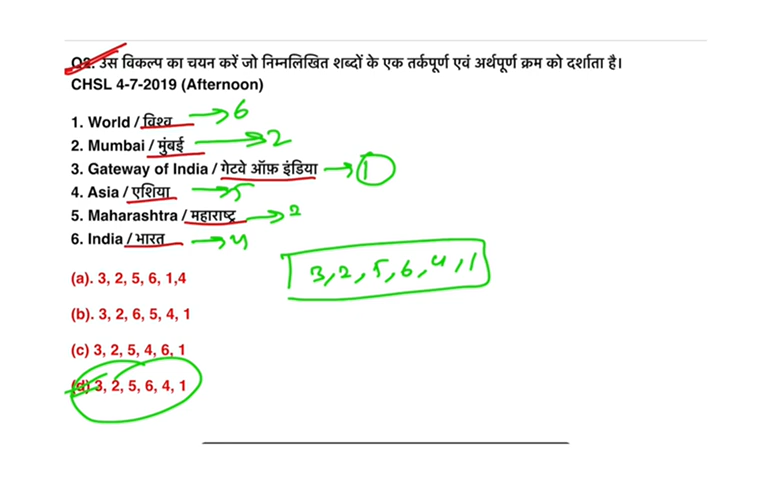 Q2. उस विकल्प का चयन करें जो निम्नलिखित शब्दों के एक तर्कपूर्ण एवं अर्थपूर्ण क्रम को दर्शाता है।
CHSL 4-7-2019 (Afternoon)
1. World / विश्व → 6
2. Mumbai / मुंबई → 2
3. Gateway of India / गेटवे ऑफ़ इंडिया → 1
4. Asia / एशिया → 5
5. Maharashtra / महाराष्ट्र → 2
6. India / भारत → 4
3, 2, 5, 6, 4, 1
(a). 3, 2, 5, 6, 1,4
(b). 3, 2, 6, 5, 4, 1
(c) 3, 2, 5, 4, 6, 1
(d) 3, 2, 5, 6, 4, 1